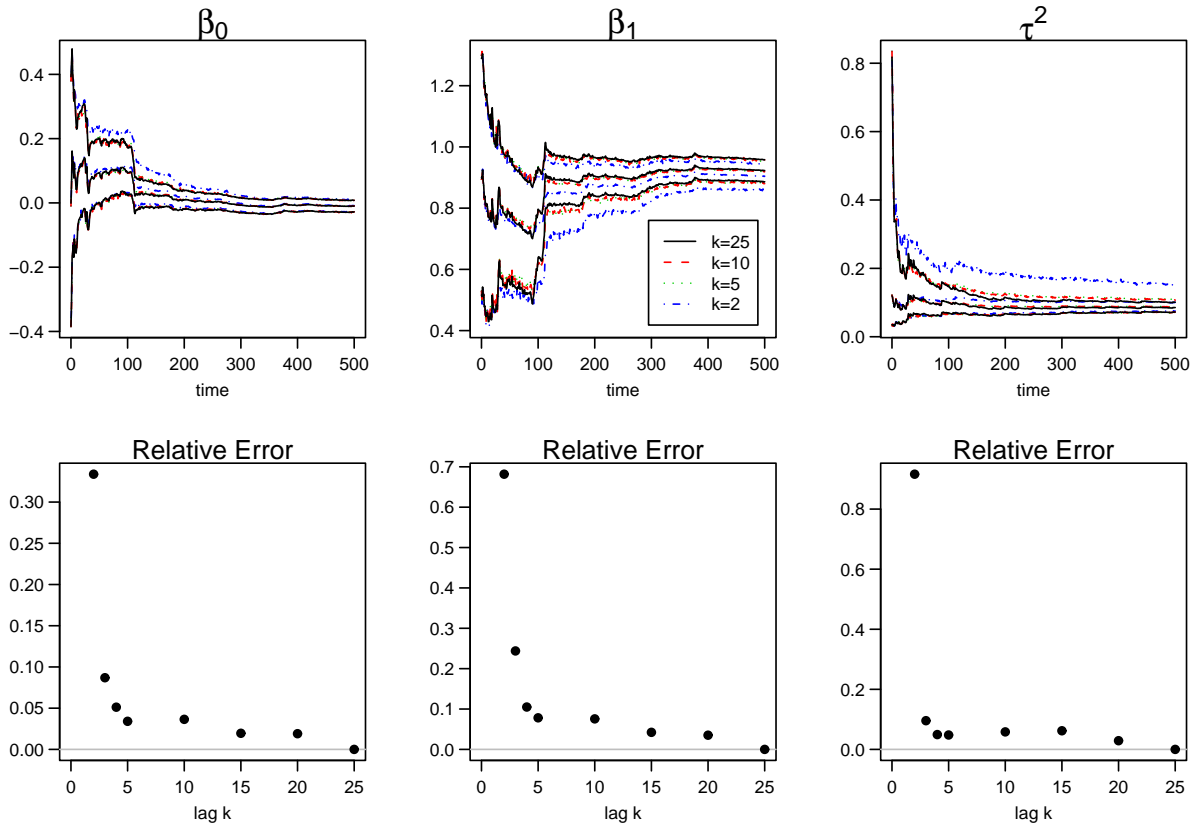 β₀
0.4
0.2
0.0
−0.2
−0.4
0 100 200 300 400 500
time
β₁
1.2
1.0
0.8
0.6
0.4
k=25
k=10
k=5
k=2
0 100 200 300 400 500
time
τ²
0.8
0.6
0.4
0.2
0.0
0 100 200 300 400 500
time
Relative Error
0.30
0.25
0.20
0.15
0.10
0.05
0.00
0 5 10 15 20 25
lag k
Relative Error
0.7
0.6
0.5
0.4
0.3
0.2
0.1
0.0
0 5 10 15 20 25
lag k
Relative Error
0.8
0.6
0.4
0.2
0.0
0 5 10 15 20 25
lag k